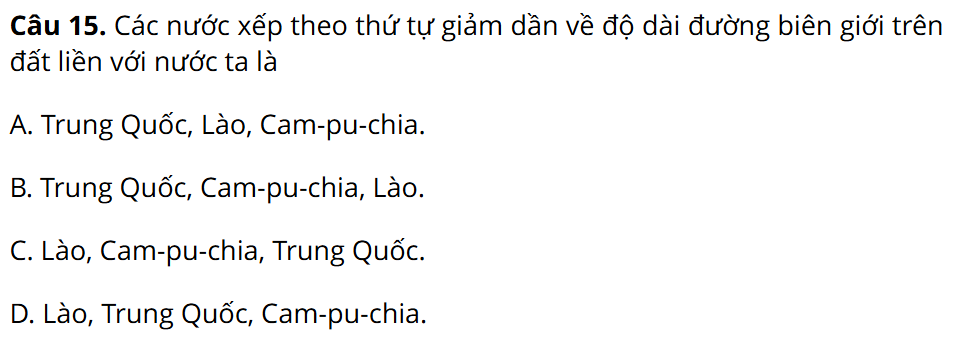 Câu 15. Các nước xếp theo thứ tự giảm dần về độ dài đường biên giới trên
đất liền với nước ta là
A. Trung Quốc, Lào, Cam-pu-chia.
B. Trung Quốc, Cam-pu-chia, Lào.
C. Lào, Cam-pu-chia, Trung Quốc.
D. Lào, Trung Quốc, Cam-pu-chia.